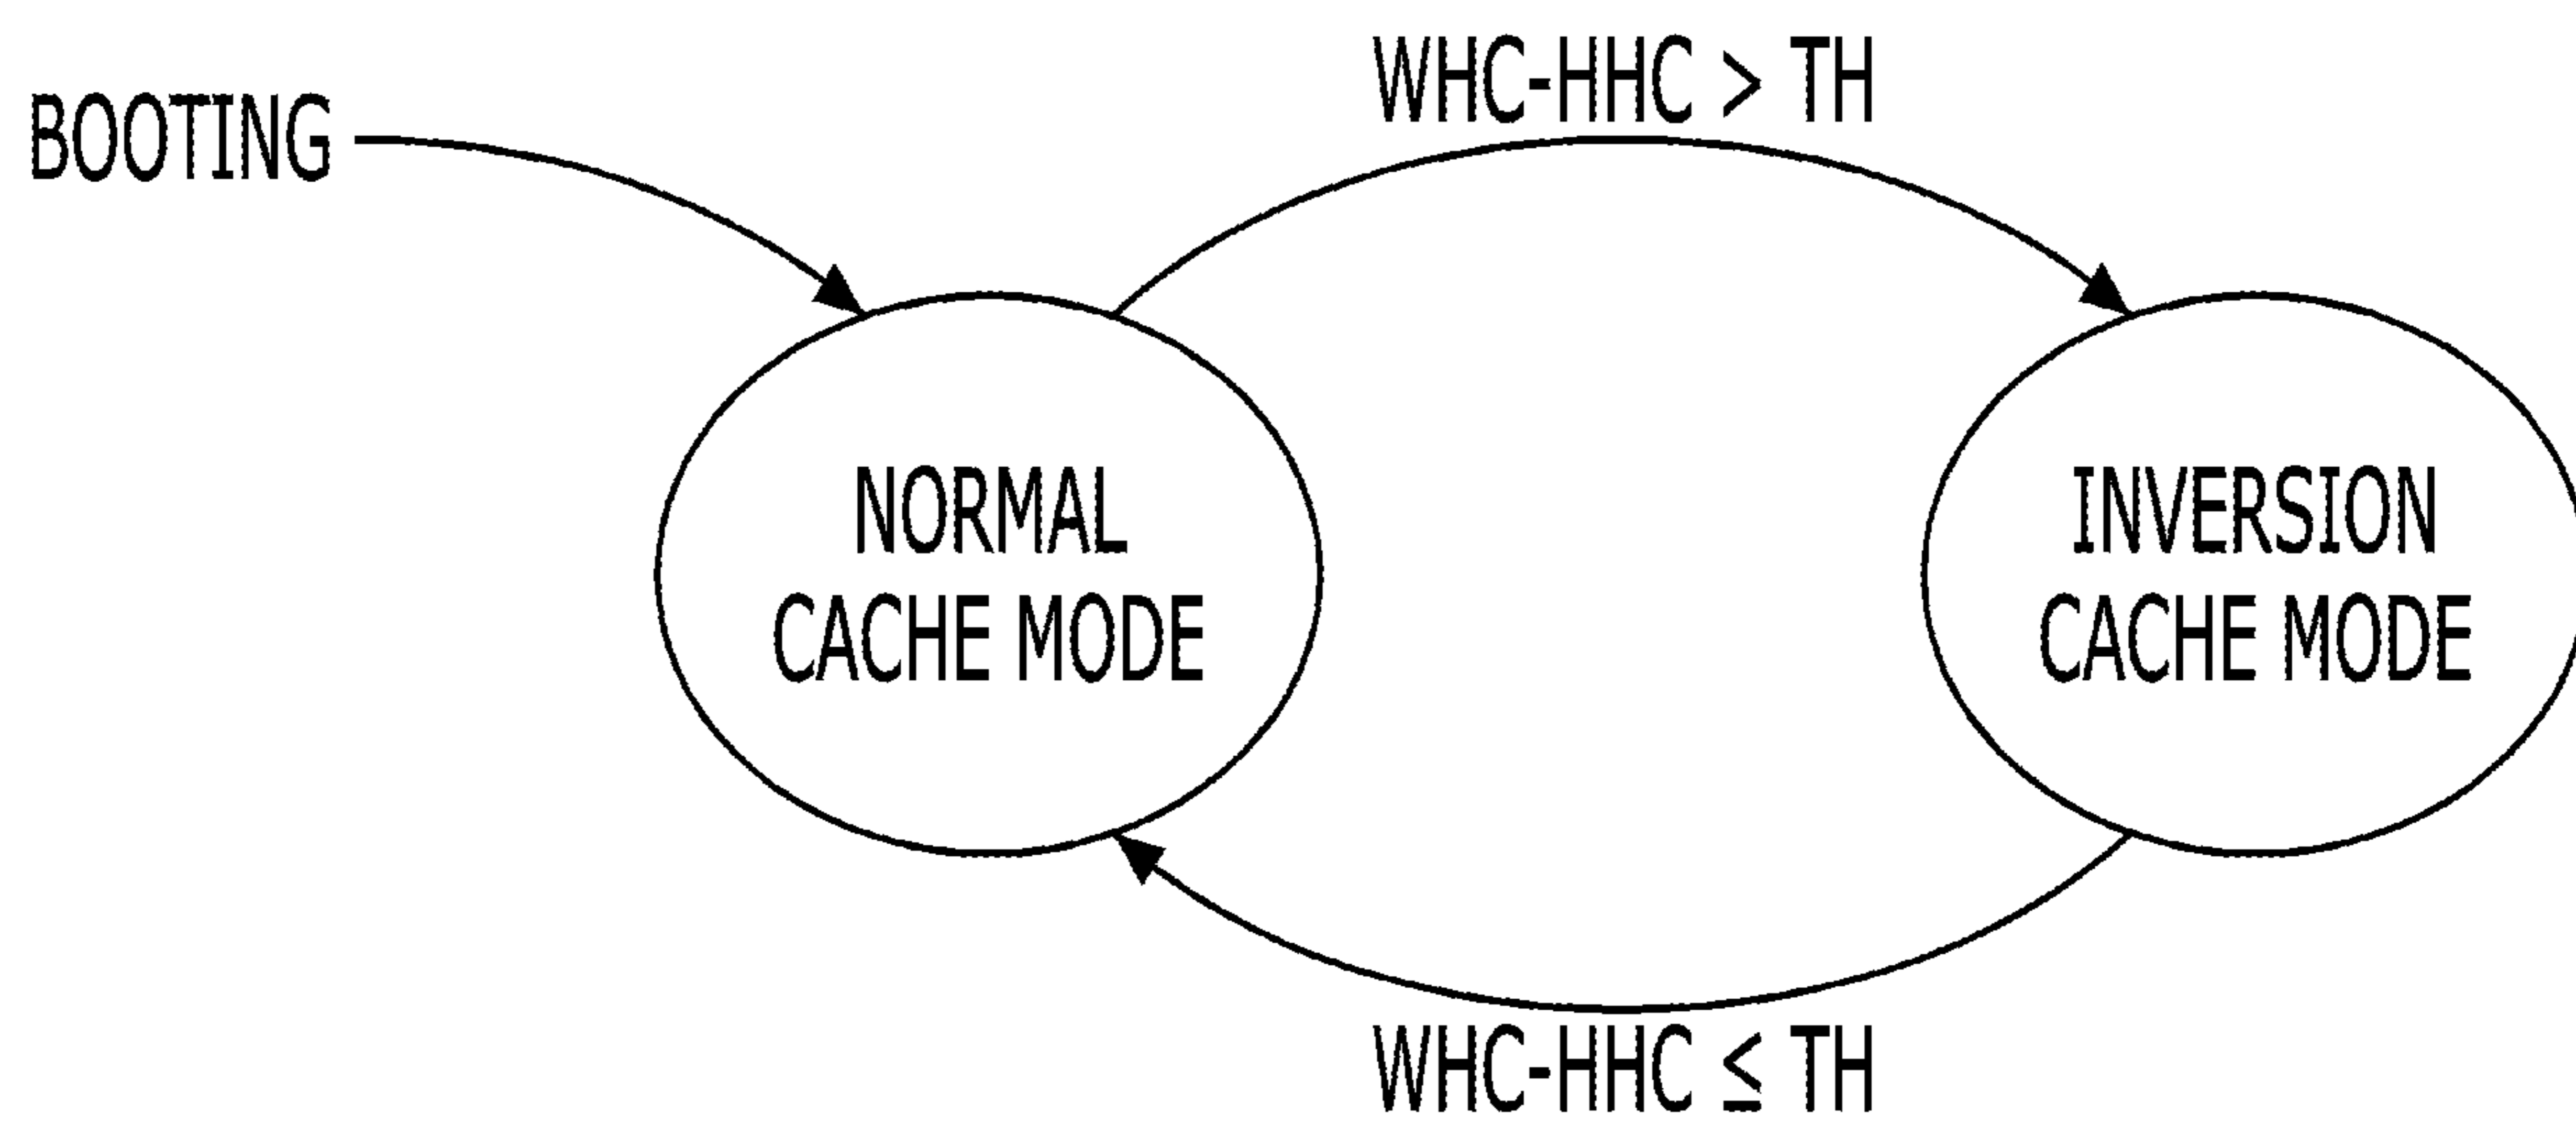 WHC-HHC > TH
BOOTING
NORMAL
CACHE MODE
INVERSION
CACHE MODE
WHC-HHC ≤ TH